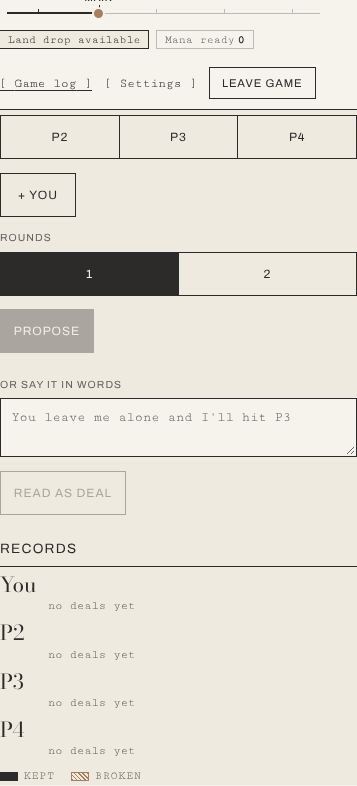 Land drop available Mana ready 0
[ Game log ] [ Settings ] LEAVE GAME
P2 P3 P4
+ YOU
ROUNDS
1 2
PROPOSE
OR SAY IT IN WORDS
You leave me alone and I'll hit P3
READ AS DEAL
RECORDS
You
no deals yet
P2
no deals yet
P3
no deals yet
P4
no deals yet
KEPT BROKEN